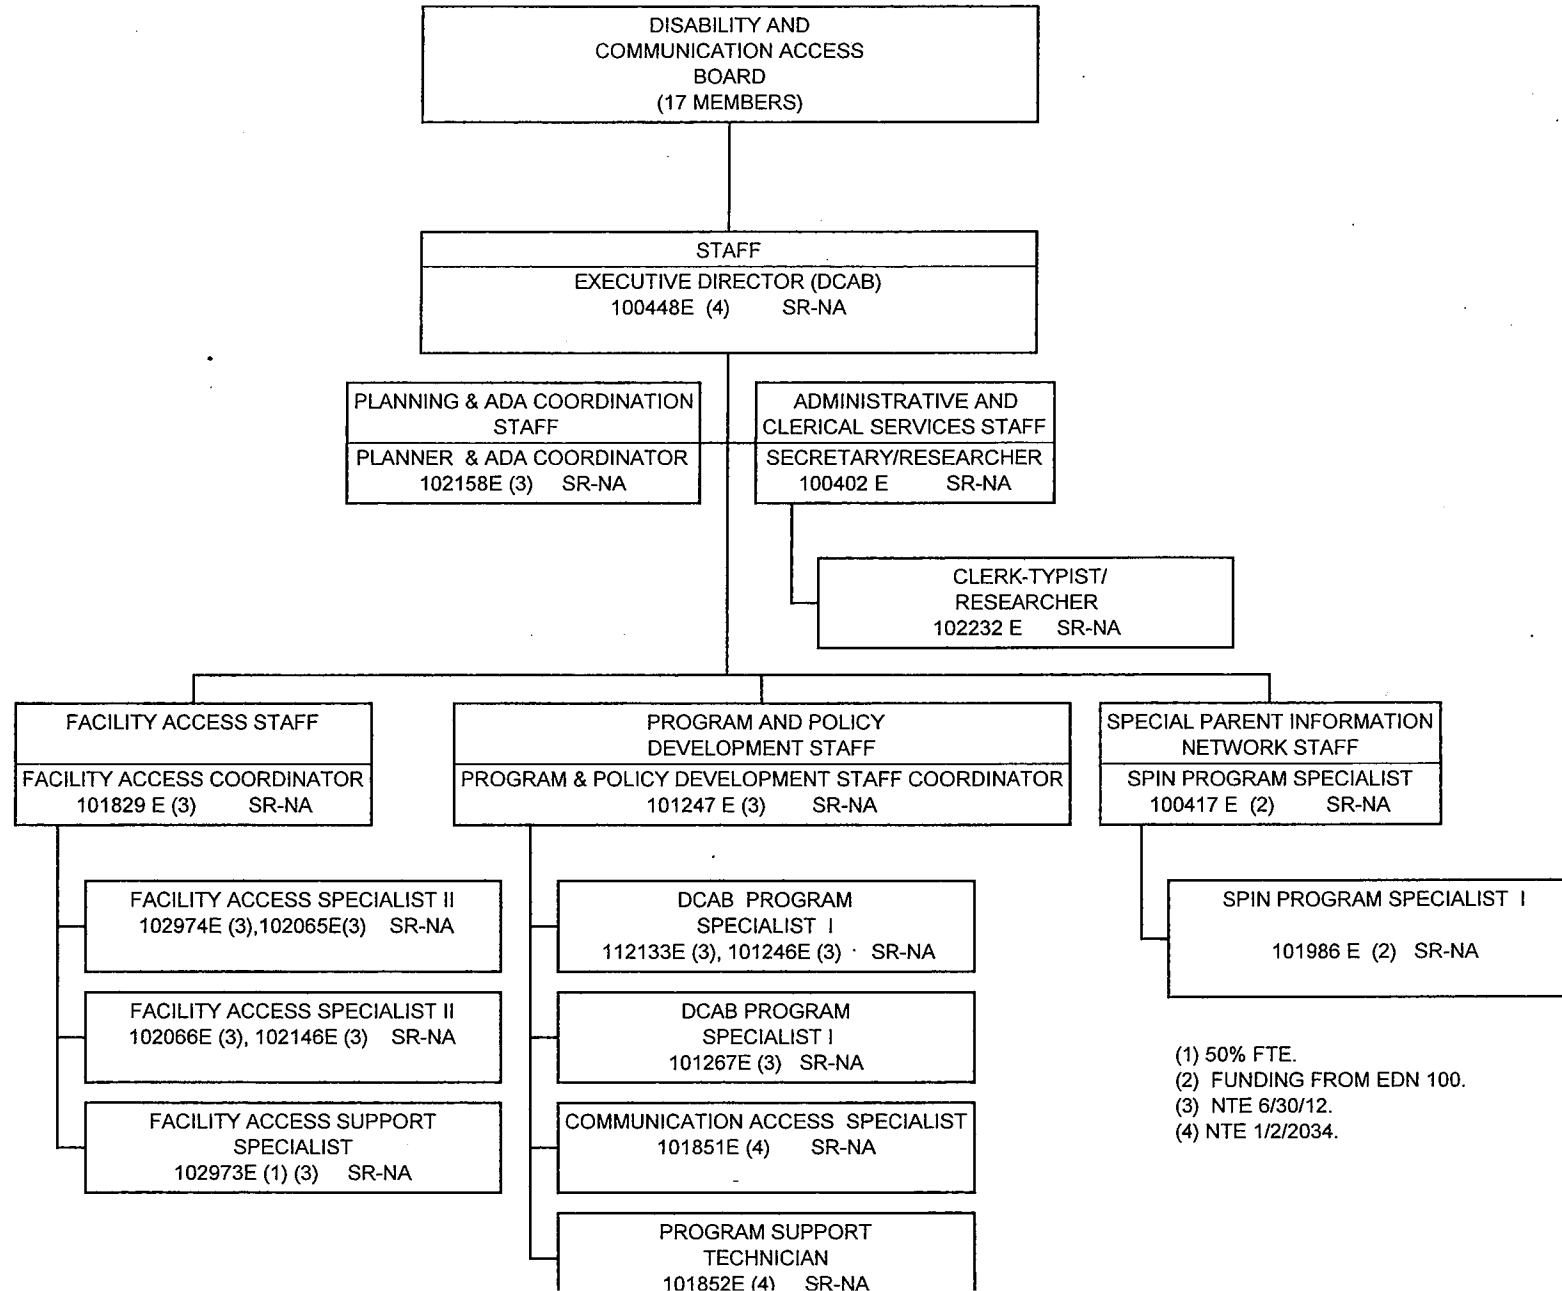 DISABILITY AND
COMMUNICATION ACCESS
BOARD
(17 MEMBERS)
STAFF
EXECUTIVE DIRECTOR (DCAB)
100448E (4) SR-NA
PLANNING & ADA COORDINATION
STAFF
PLANNER & ADA COORDINATOR
102158E (3) SR-NA
ADMINISTRATIVE AND
CLERICAL SERVICES STAFF
SECRETARY/RESEARCHER
100402 E SR-NA
CLERK-TYPIST/
RESEARCHER
102232 E SR-NA
FACILITY ACCESS STAFF
FACILITY ACCESS COORDINATOR
101829 E (3) SR-NA
FACILITY ACCESS SPECIALIST II
102974E (3),102065E(3) SR-NA
FACILITY ACCESS SPECIALIST II
102066E (3), 102146E (3) SR-NA
FACILITY ACCESS SUPPORT
SPECIALIST
102973E (1) (3) SR-NA
PROGRAM AND POLICY
DEVELOPMENT STAFF
PROGRAM & POLICY DEVELOPMENT STAFF COORDINATOR
101247 E (3) SR-NA
DCAB PROGRAM
SPECIALIST I
112133E (3), 101246E (3) SR-NA
DCAB PROGRAM
SPECIALIST I
101267E (3) SR-NA
COMMUNICATION ACCESS SPECIALIST
101851E (4) SR-NA
PROGRAM SUPPORT
TECHNICIAN
101852E (4) SR-NA
SPECIAL PARENT INFORMATION
NETWORK STAFF
SPIN PROGRAM SPECIALIST
100417 E (2) SR-NA
SPIN PROGRAM SPECIALIST I
101986 E (2) SR-NA
(1) 50% FTE.
(2) FUNDING FROM EDN 100.
(3) NTE 6/30/12.
(4) NTE 1/2/2034.